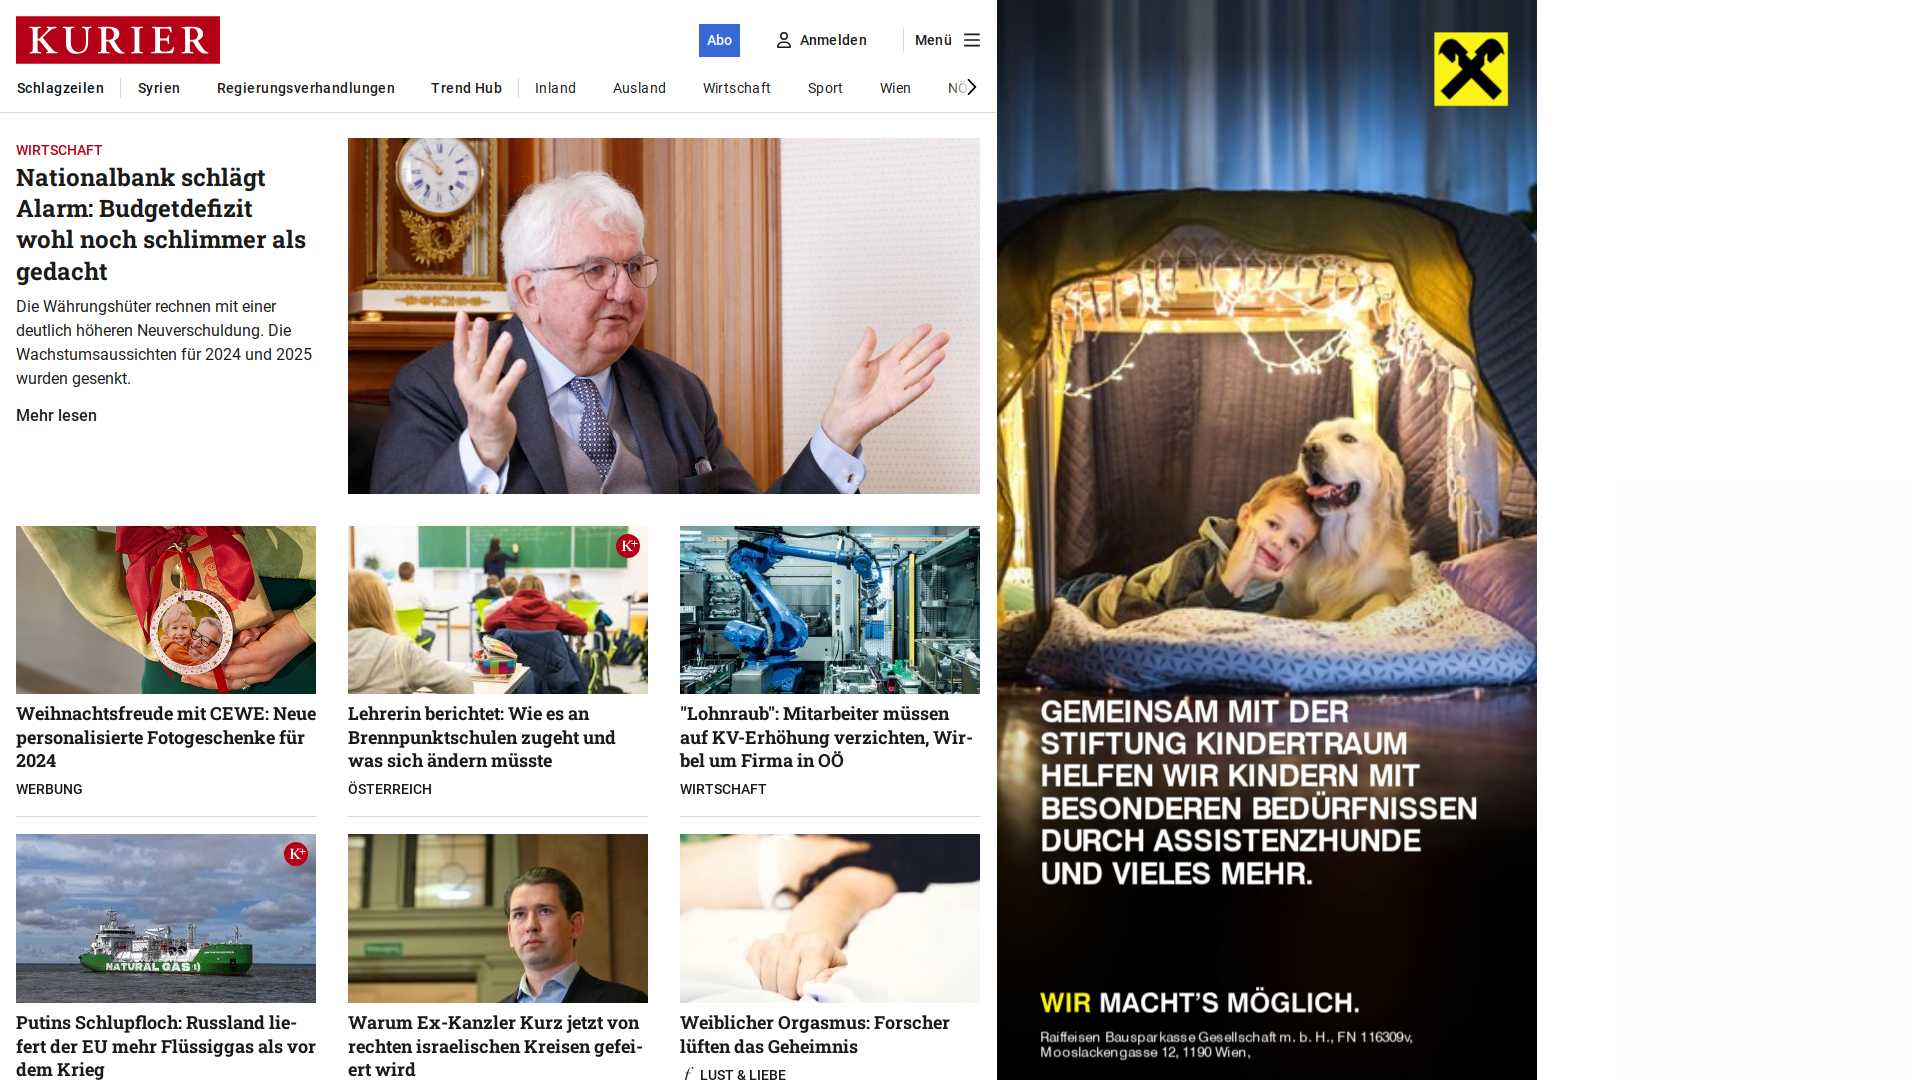 KURIER
Abo
Anmelden
Menü
Schlagzeilen
Syrien
Regierungsverhandlungen
Trend Hub
Inland
Ausland
Wirtschaft
Sport
Wien
NÖ
WIRTSCHAFT
Nationalbank schlägt
Alarm: Budgetdefizit
wohl noch schlimmer als
gedacht
Die Währungshüter rechnen mit einer
deutlich höheren Neuverschuldung. Die
Wachstumsaussichten für 2024 und 2025
wurden gesenkt.
Mehr lesen
Weihnachtsfreude mit CEWE: Neue
personalisierte Fotogeschenke für
2024
WERBUNG
K+
Lehrerin berichtet: Wie es an
Brennpunktschulen zugeht und
was sich ändern müsste
ÖSTERREICH
"Lohnraub": Mitarbeiter müssen
auf KV-Erhöhung verzichten, Wir-
bel um Firma in OÖ
WIRTSCHAFT
K+
NATURAL GAS
Putins Schlupfloch: Russland lie-
fert der EU mehr Flüssiggas als vor
dem Krieg
Warum Ex-Kanzler Kurz jetzt von
rechten israelischen Kreisen gefei-
ert wird
Weiblicher Orgasmus: Forscher
lüften das Geheimnis
f LUST & LIEBE
GEMEINSAM MIT DER
STIFTUNG KINDERTRAUM
HELFEN WIR KINDERN MIT
BESONDEREN BEDÜRFNISSEN
DURCH ASSISTENZHUNDE
UND VIELES MEHR.
WIR MACHT'S MÖGLICH.
Raiffeisen Bausparkasse Gesellschaft m. b. H., FN 116309v,
Mooslackengasse 12, 1190 Wien,